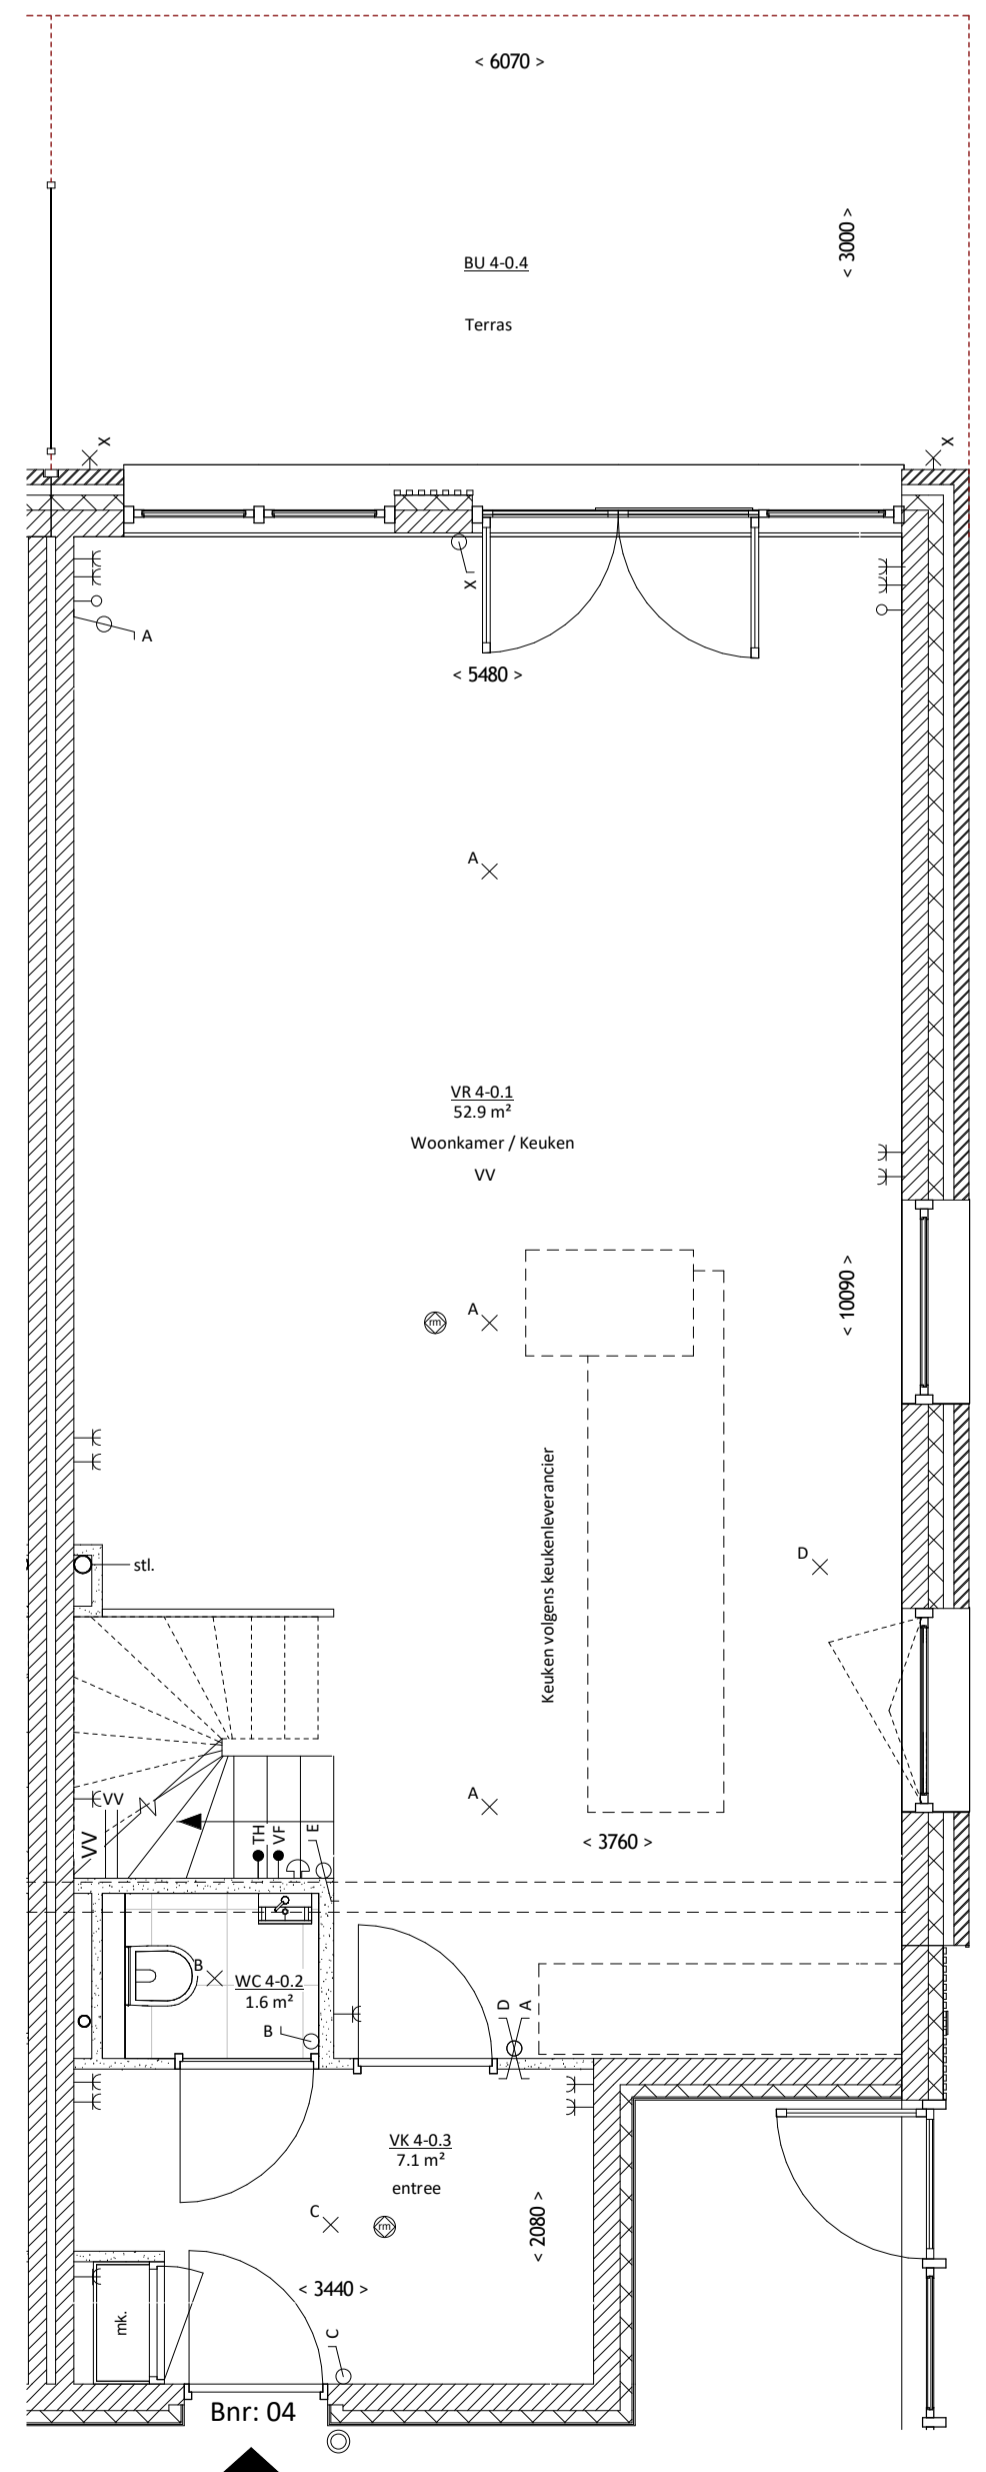 < 6070 >
< 3000 >
BU 4-0.4
Terras
X
X
X
A
< 5480 >
A
VR 4-0.1
52.9 m²
Woonkamer / Keuken
VV
< 10090 >
rm
A
Keuken volgens keukenleverancier
D
stl.
A
VV
VV
TH
VF
E
< 3760 >
B
WC 4-0.2
1.6 m²
B
D
A
VK 4-0.3
7.1 m²
entree
C
rm
< 2080 >
< 3440 >
mk.
C
Bnr: 04